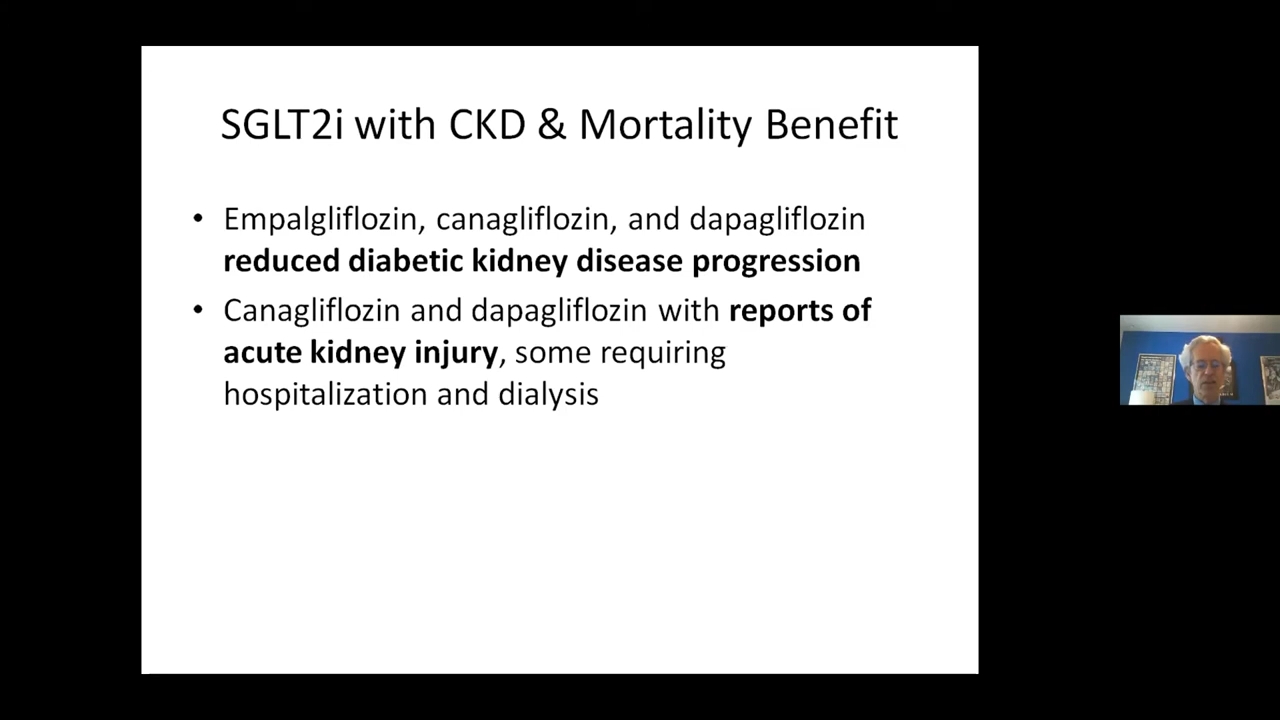 SGLT2i with CKD & Mortality Benefit
• Empalgliflozin, canagliflozin, and dapagliflozin
reduced diabetic kidney disease progression
• Canagliflozin and dapagliflozin with reports of
acute kidney injury, some requiring
hospitalization and dialysis